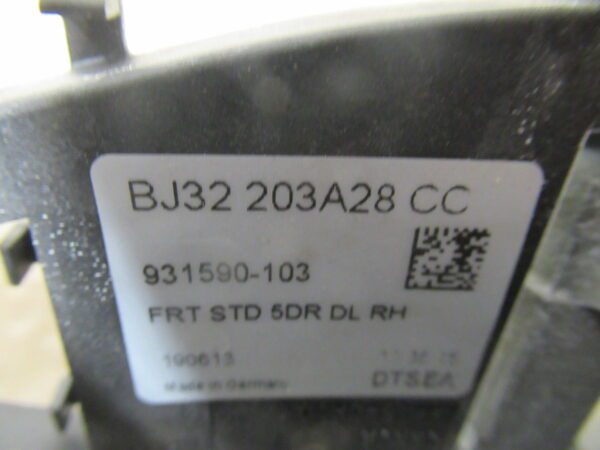 BJ32 203A28 CC
931590-103
FRT STD 5DR DL RH
190613
Made in Germany DTSEA